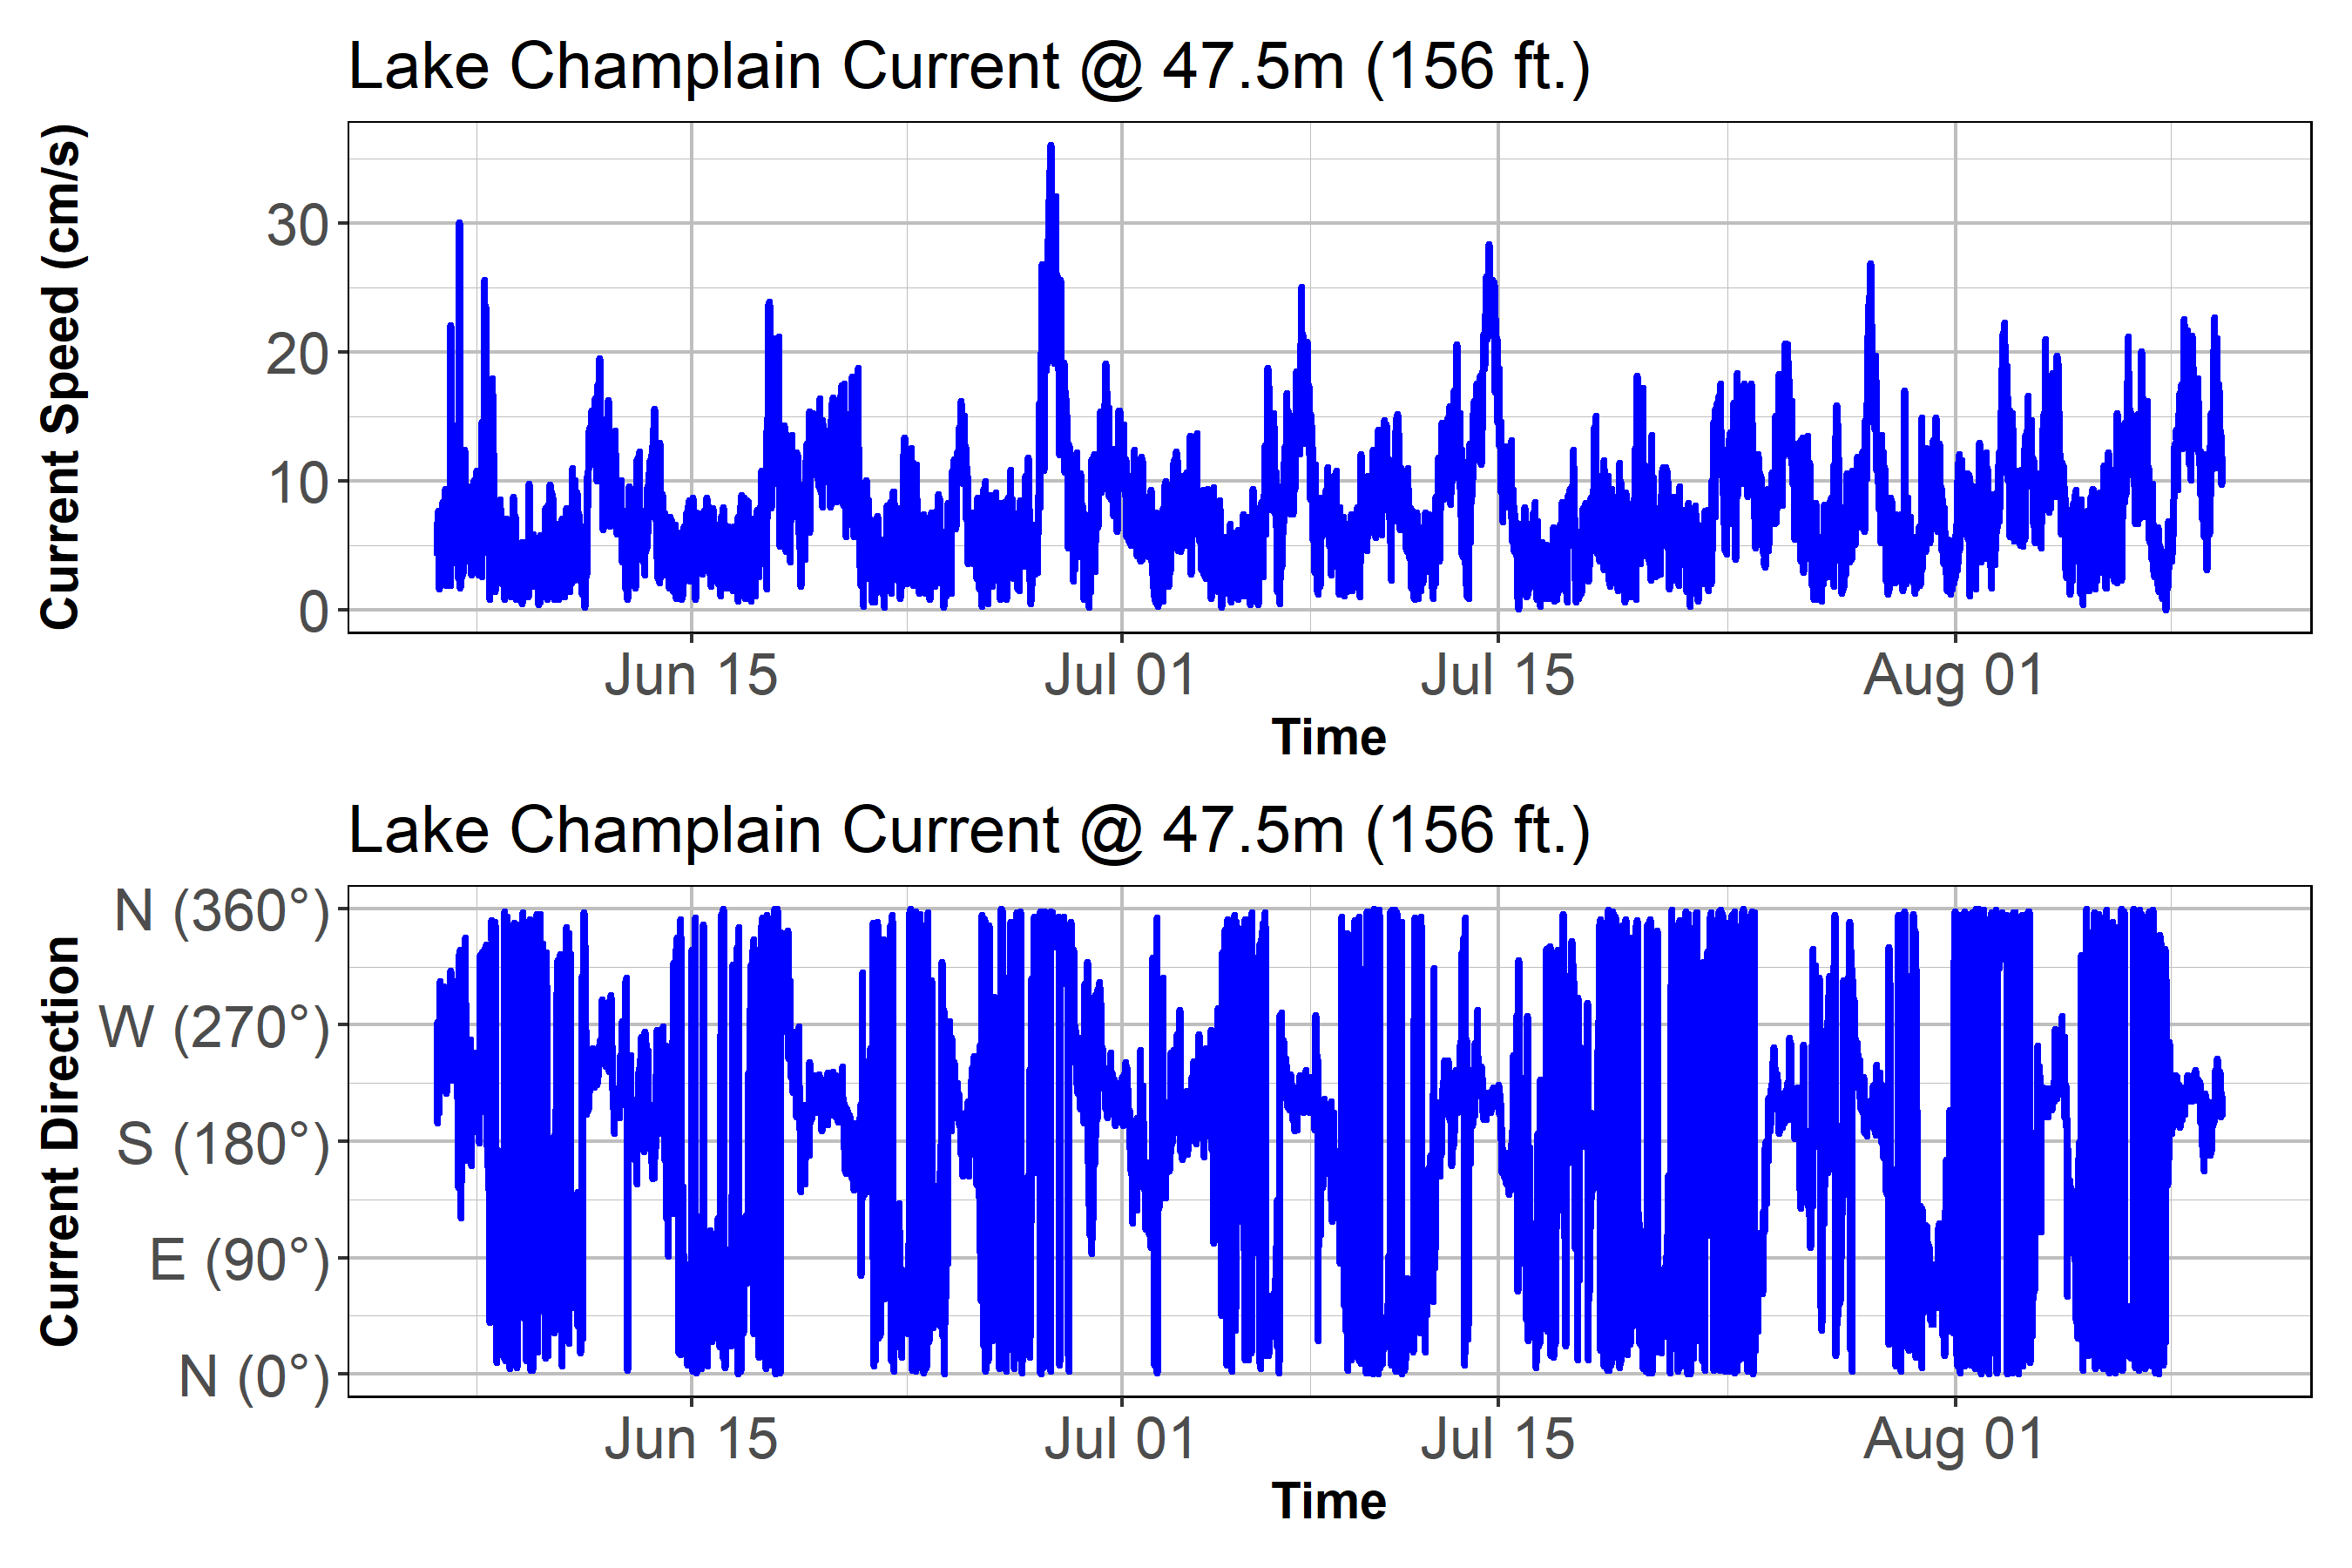 Lake Champlain Current @ 47.5m (156 ft.)
Current Speed (cm/s)
30
20
10
0
Jun 15
Jul 01
Jul 15
Aug 01
Time
Lake Champlain Current @ 47.5m (156 ft.)
Current Direction
N (360°)
W (270°)
S (180°)
E (90°)
N (0°)
Jun 15
Jul 01
Jul 15
Aug 01
Time